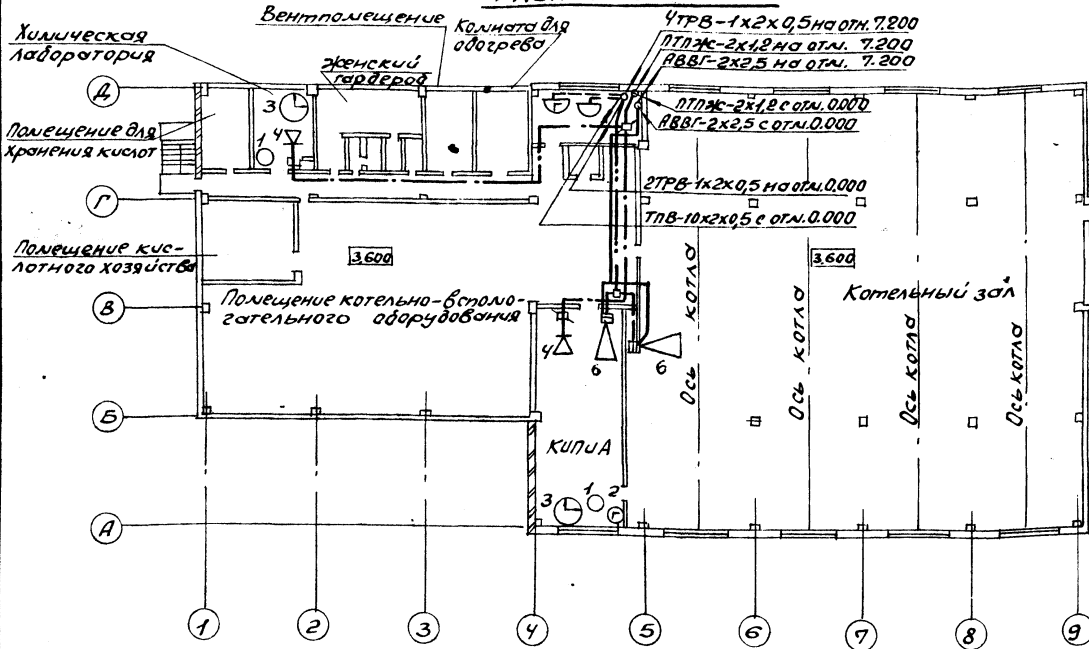 Вентпомещение
Комната для
обогрева
4ТРВ-1х2х0,5 на отм. 7.200
ПТПЖ-2х1,2 на отм. 7.200
АВВГ-2х2,5 на отм. 7.200
Химическая
лаборатория
женский
гардероб
Д
3
4
1
Г
Г
ПТПЖ-2х1,2 с отм. 0.000
АВВГ-2х2,5 с отм. 0.000
Помещение для
хранения кислот
2ТРВ-1х2х0,5 на отм. 0.000
Г
ТПВ-10х2х0,5 с отм. 0.000
Помещение кис-
лотного хозяйства
3.600
3.600
В
Помещение котельно-вспомо-
гательного оборудования
Котельный зал
4
6
6
Ось котла
Ось котла
Ось котла
Ось котла
Б
КИПиА
3
1
2
Г
А
1
2
3
4
5
6
7
8
9